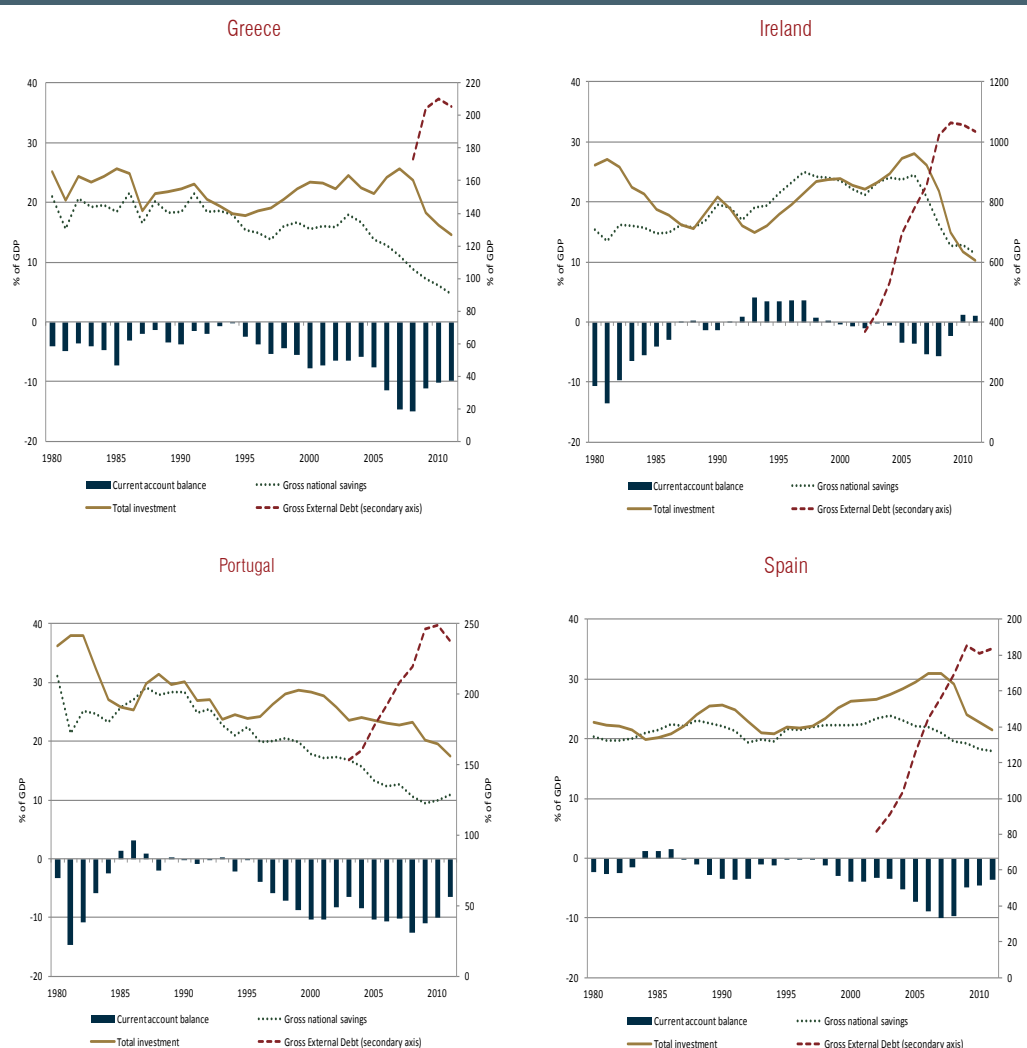 Greece
40
30
20
10
0
-10
-20
% of GDP
220
200
180
160
140
120
100
80
60
40
20
0
% of GDP
1980 1985 1990 1995 2000 2005 2010
Current account balance Gross national savings
Total investment Gross External Debt (secondary axis)
Ireland
40
30
20
10
0
-10
-20
% of GDP
1200
1000
800
600
400
200
0
% of GDP
1980 1985 1990 1995 2000 2005 2010
Current account balance Gross national savings
Total investment Gross External Debt (secondary axis)
Portugal
40
30
20
10
0
-10
-20
% of GDP
250
200
150
100
50
0
% of GDP
1980 1985 1990 1995 2000 2005 2010
Current account balance Gross national savings
Total investment Gross External Debt (secondary axis)
Spain
40
30
20
10
0
-10
-20
% of GDP
200
180
160
140
120
100
80
60
40
20
0
% of GDP
1980 1985 1990 1995 2000 2005 2010
Current account balance Gross national savings
Total investment Gross External Debt (secondary axis)